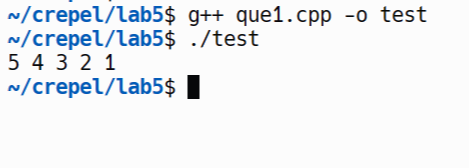 ~/crepel/lab5$ g++ que1.cpp -o test
~/crepel/lab5$ ./test
5 4 3 2 1
~/crepel/lab5$